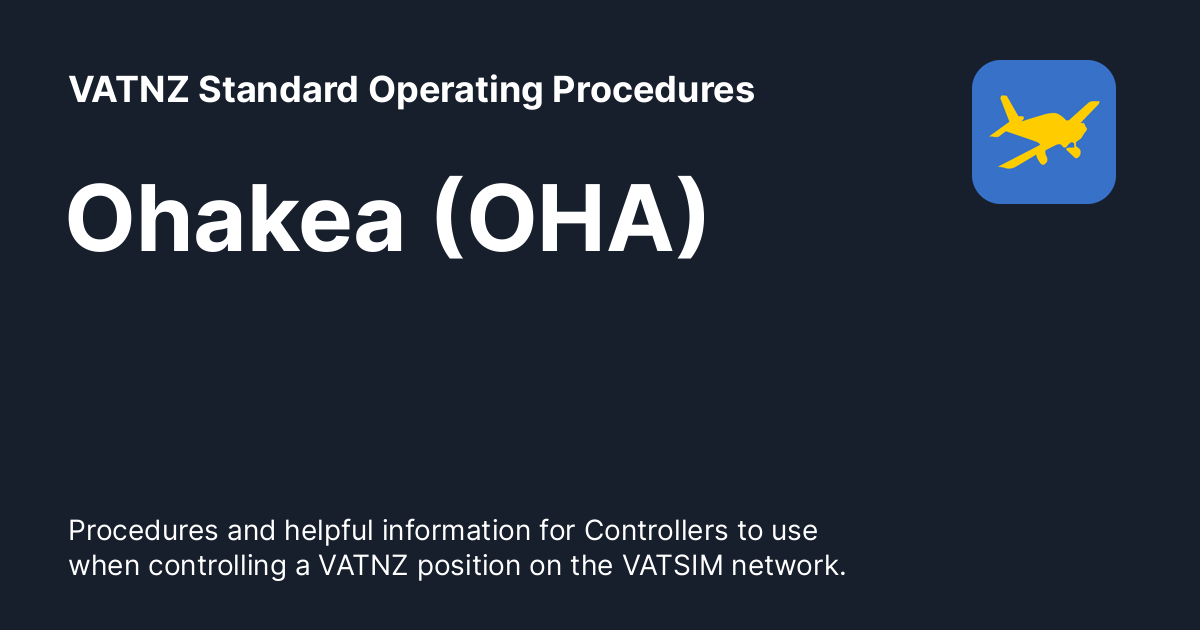 VATNZ Standard Operating Procedures
Ohakea (OHA)
Procedures and helpful information for Controllers to use
when controlling a VATNZ position on the VATSIM network.